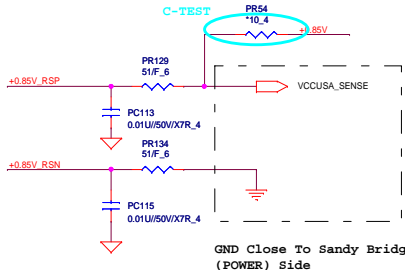 C-TEST
PR54
*10_4
+0.85V
PR129
51/F_6
+0.85V_RSP
VCCUSA_SENSE
PC113
0.01U//50V/X7R_4
PR134
51/F_6
+0.85V_RSN
PC115
0.01U//50V/X7R_4
GND Close To Sandy Bridg
(POWER) Side